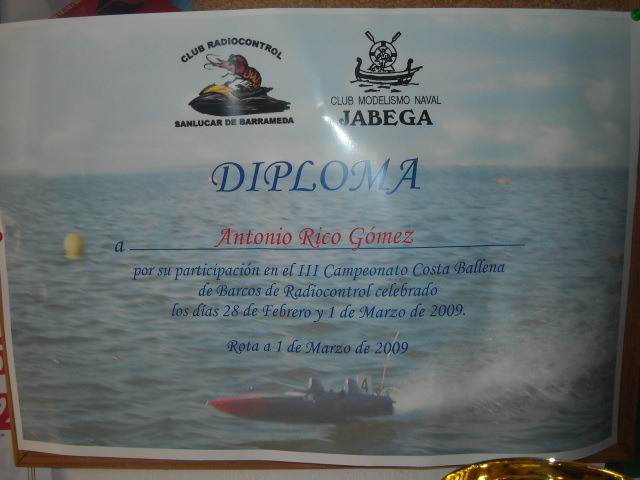 CLUB RADIOCONTROL
SANLUCAR DE BARRAMEDA
CLUB MODELISMO NAVAL
JABEGA
DIPLOMA
a Antonio Rico Gómez
por su participación en el III Campeonato Costa Ballena
de Barcos de Radiocontrol celebrado
los días 28 de Febrero y 1 de Marzo de 2009.
Rota a 1 de Marzo de 2009
4